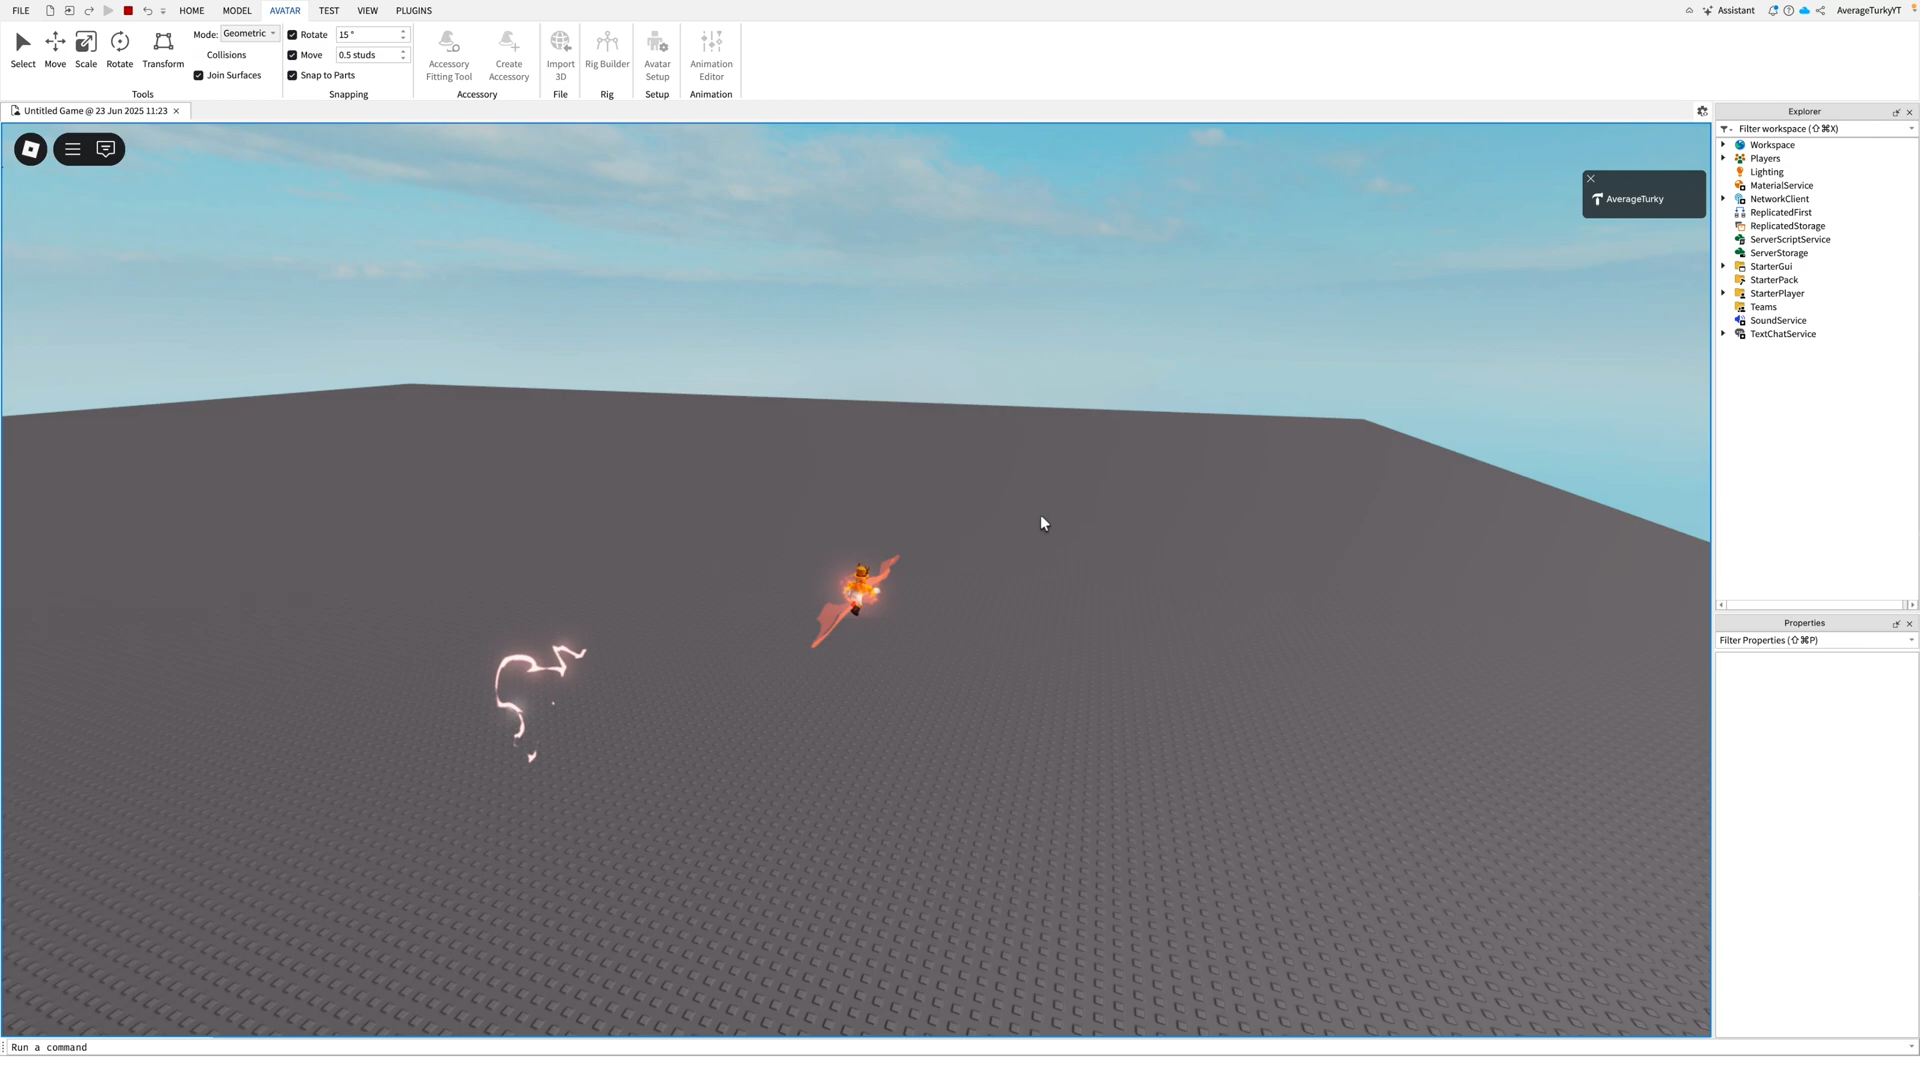 FILE
HOME
MODEL
AVATAR
TEST
VIEW
PLUGINS
Assistant
AverageTurkyYT
Select
Move
Scale
Rotate
Transform
Mode: Geometric
Collisions
Join Surfaces
Tools
Rotate 15 °
Move 0.5 studs
Snap to Parts
Snapping
Accessory
Fitting Tool
Create
Accessory
Accessory
Import
3D
File
Rig Builder
Rig
Avatar
Setup
Setup
Animation
Editor
Animation
Untitled Game @ 23 Jun 2025 11:23
AverageTurky
Explorer
Filter workspace (⇧⌘X)
Workspace
Players
Lighting
MaterialService
NetworkClient
ReplicatedFirst
ReplicatedStorage
ServerScriptService
ServerStorage
StarterGui
StarterPack
StarterPlayer
Teams
SoundService
TextChatService
Properties
Filter Properties (⇧⌘P)
Run a command